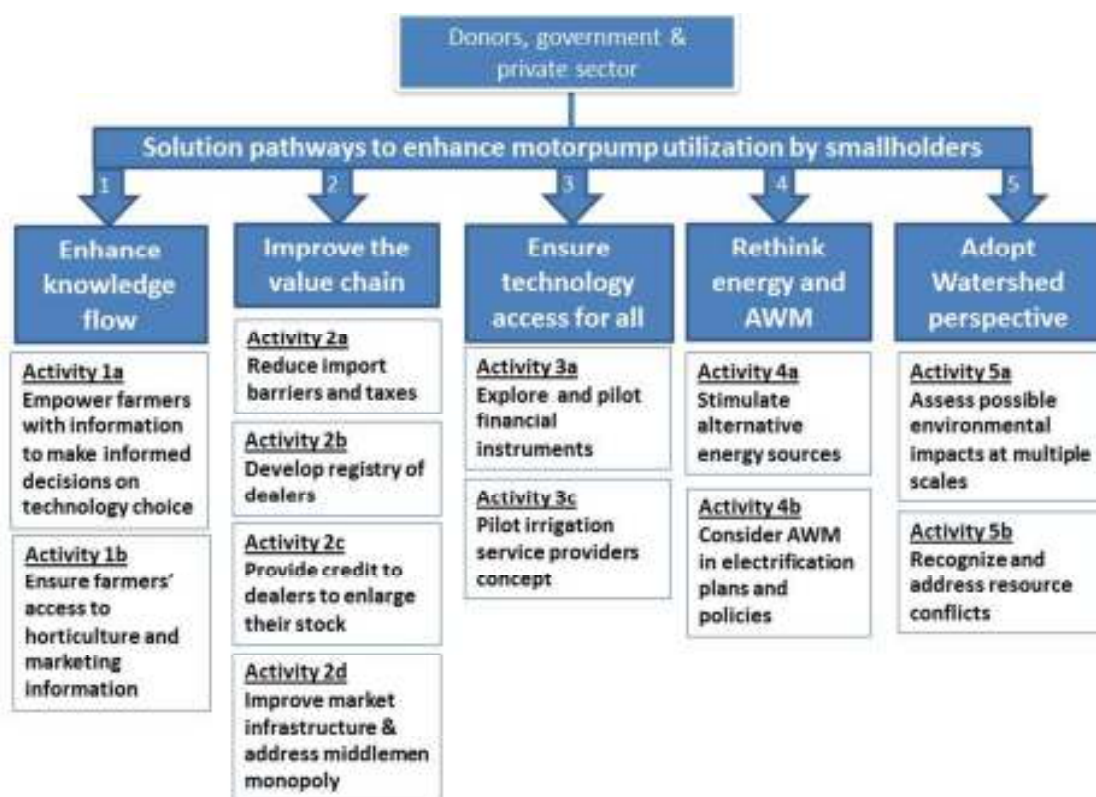 Donors, government &
private sector
Solution pathways to enhance motorpump utilization by smallholders
1
2
3
4
5
Enhance
knowledge
flow
Activity 1a
Empower farmers
with information
to make informed
decisions on
technology choice
Activity 1b
Ensure farmers'
access to
horticulture and
marketing
information
Improve the
value chain
Activity 2a
Reduce import
barriers and taxes
Activity 2b
Develop registry of
dealers
Activity 2c
Provide credit to
dealers to enlarge
their stock
Activity 2d
Improve market
infrastructure &
address middlemen
monopoly
Ensure
technology
access for all
Activity 3a
Explore and pilot
financial
instruments
Activity 3c
Pilot irrigation
service providers
concept
Rethink
energy and
AWM
Activity 4a
Stimulate
alternative
energy sources
Activity 4b
Consider AWM
in electrification
plans and
policies
Adopt
Watershed
perspective
Activity 5a
Assess possible
environmental
impacts at multiple
scales
Activity 5b
Recognize and
address resource
conflicts